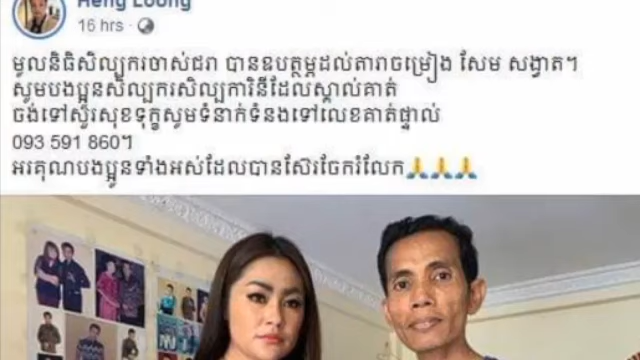 Heng Loong
16 hrs ·
មូលនិធិសិល្បករចាស់ជរា បានឧបត្ថម្ភដល់តារាចម្រៀង សែម សង្វាត។
សូមបងប្អូនសិល្បករសិល្បការិនីដែលស្គាល់គាត់
ចង់ទៅសួរសុខទុក្ខសូមទំនាក់ទំនងទៅលេខគាត់ផ្ទាល់
093 591 860។
អរគុណបងប្អូនទាំងអស់ដែលបានស៊ែរចែករំលែក🙏🙏🙏